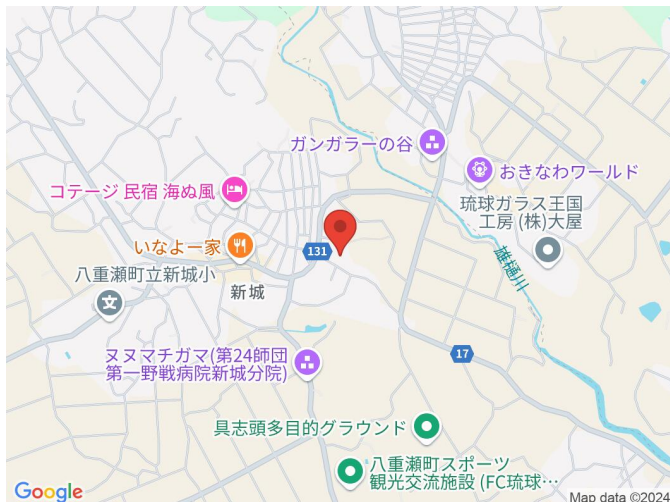 ガンガラーの谷
おきなわワールド
コテージ 民宿 海ぬ風
琉球ガラス王国
工房 (株)大屋
いなよー家
131
雄樋川
八重瀬町立新城小
新城
文
17
ヌヌマチガマ(第24師団
第一野戦病院新城分院)
具志頭多目的グラウンド
八重瀬町スポーツ
観光交流施設 (FC琉球…
Google
Map data ©2024